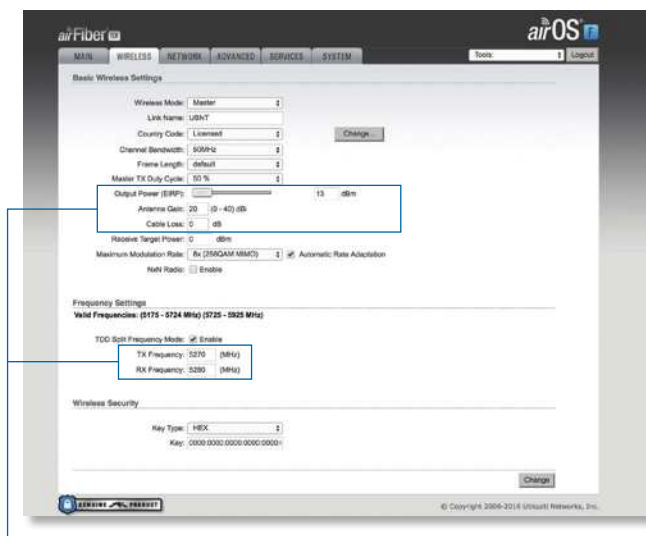 airFiber 5X
airOS F
MAIN WIRELESS NETWORK ADVANCED SERVICES SYSTEM Tools: Logout
Basic Wireless Settings
Wireless Mode: Master
Link Name: UBNT
Country Code: Licensed Change...
Channel Bandwidth: 50MHz
Frame Length: default
Master TX Duty Cycle: 50 %
Output Power (EIRP): 13 dBm
Antenna Gain: 20 (0 - 40) dBi
Cable Loss: 0 dB
Receive Target Power: 0 dBm
Maximum Modulation Rate: 8x (256QAM MIMO) Automatic Rate Adaptation
NxN Radio: Enable
Frequency Settings
Valid Frequencies: (5175 - 5724 MHz) (5725 - 5925 MHz)
TDD Split Frequency Mode: Enable
TX Frequency: 5270 (MHz)
RX Frequency: 5280 (MHz)
Wireless Security
Key Type: HEX
Key: 0000:0000:0000:0000:0000:
Change
GENUINE PRODUCT
© Copyright 2006-2016 Ubiquiti Networks, Inc.